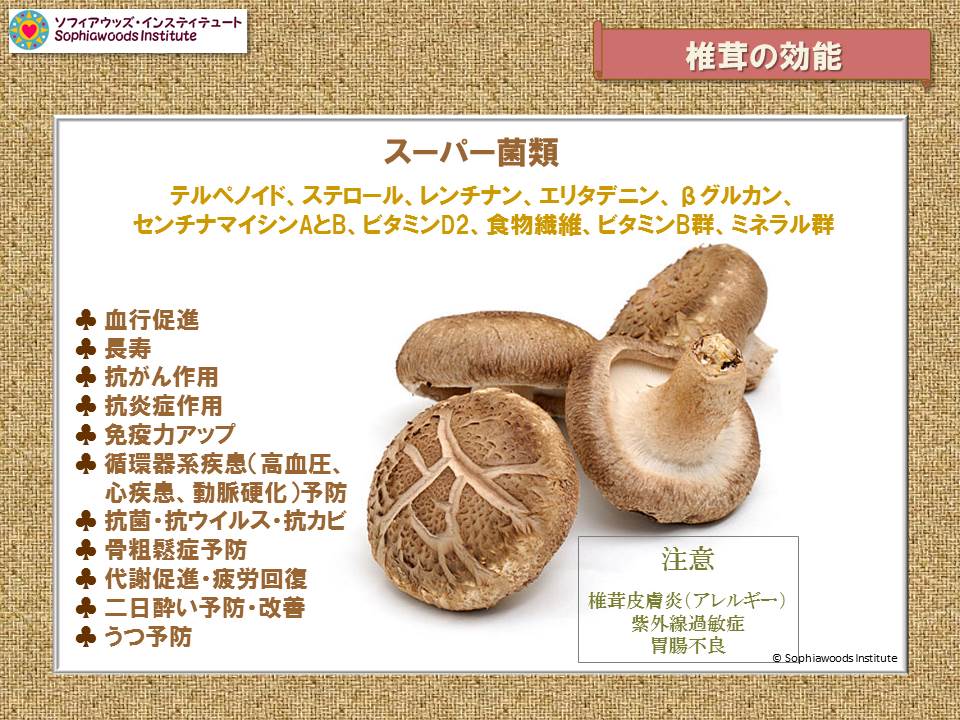 ソフィアウッズ・インスティテュート
Sophiawoods Institute
椎茸の効能
スーパー菌類
テルペノイド、ステロール、レンチナン、エリタデニン、βグルカン、
センチナマイシンAとB、ビタミンD2、食物繊維、ビタミンB群、ミネラル群
♣ 血行促進
♣ 長寿
♣ 抗がん作用
♣ 抗炎症作用
♣ 免疫力アップ
♣ 循環器系疾患(高血圧、
心疾患、動脈硬化)予防
♣ 抗菌・抗ウイルス・抗カビ
♣ 骨粗鬆症予防
♣ 代謝促進・疲労回復
♣ 二日酔い予防・改善
♣ うつ予防
注意
椎茸皮膚炎(アレルギー)
紫外線過敏症
胃腸不良
© Sophiawoods Institute